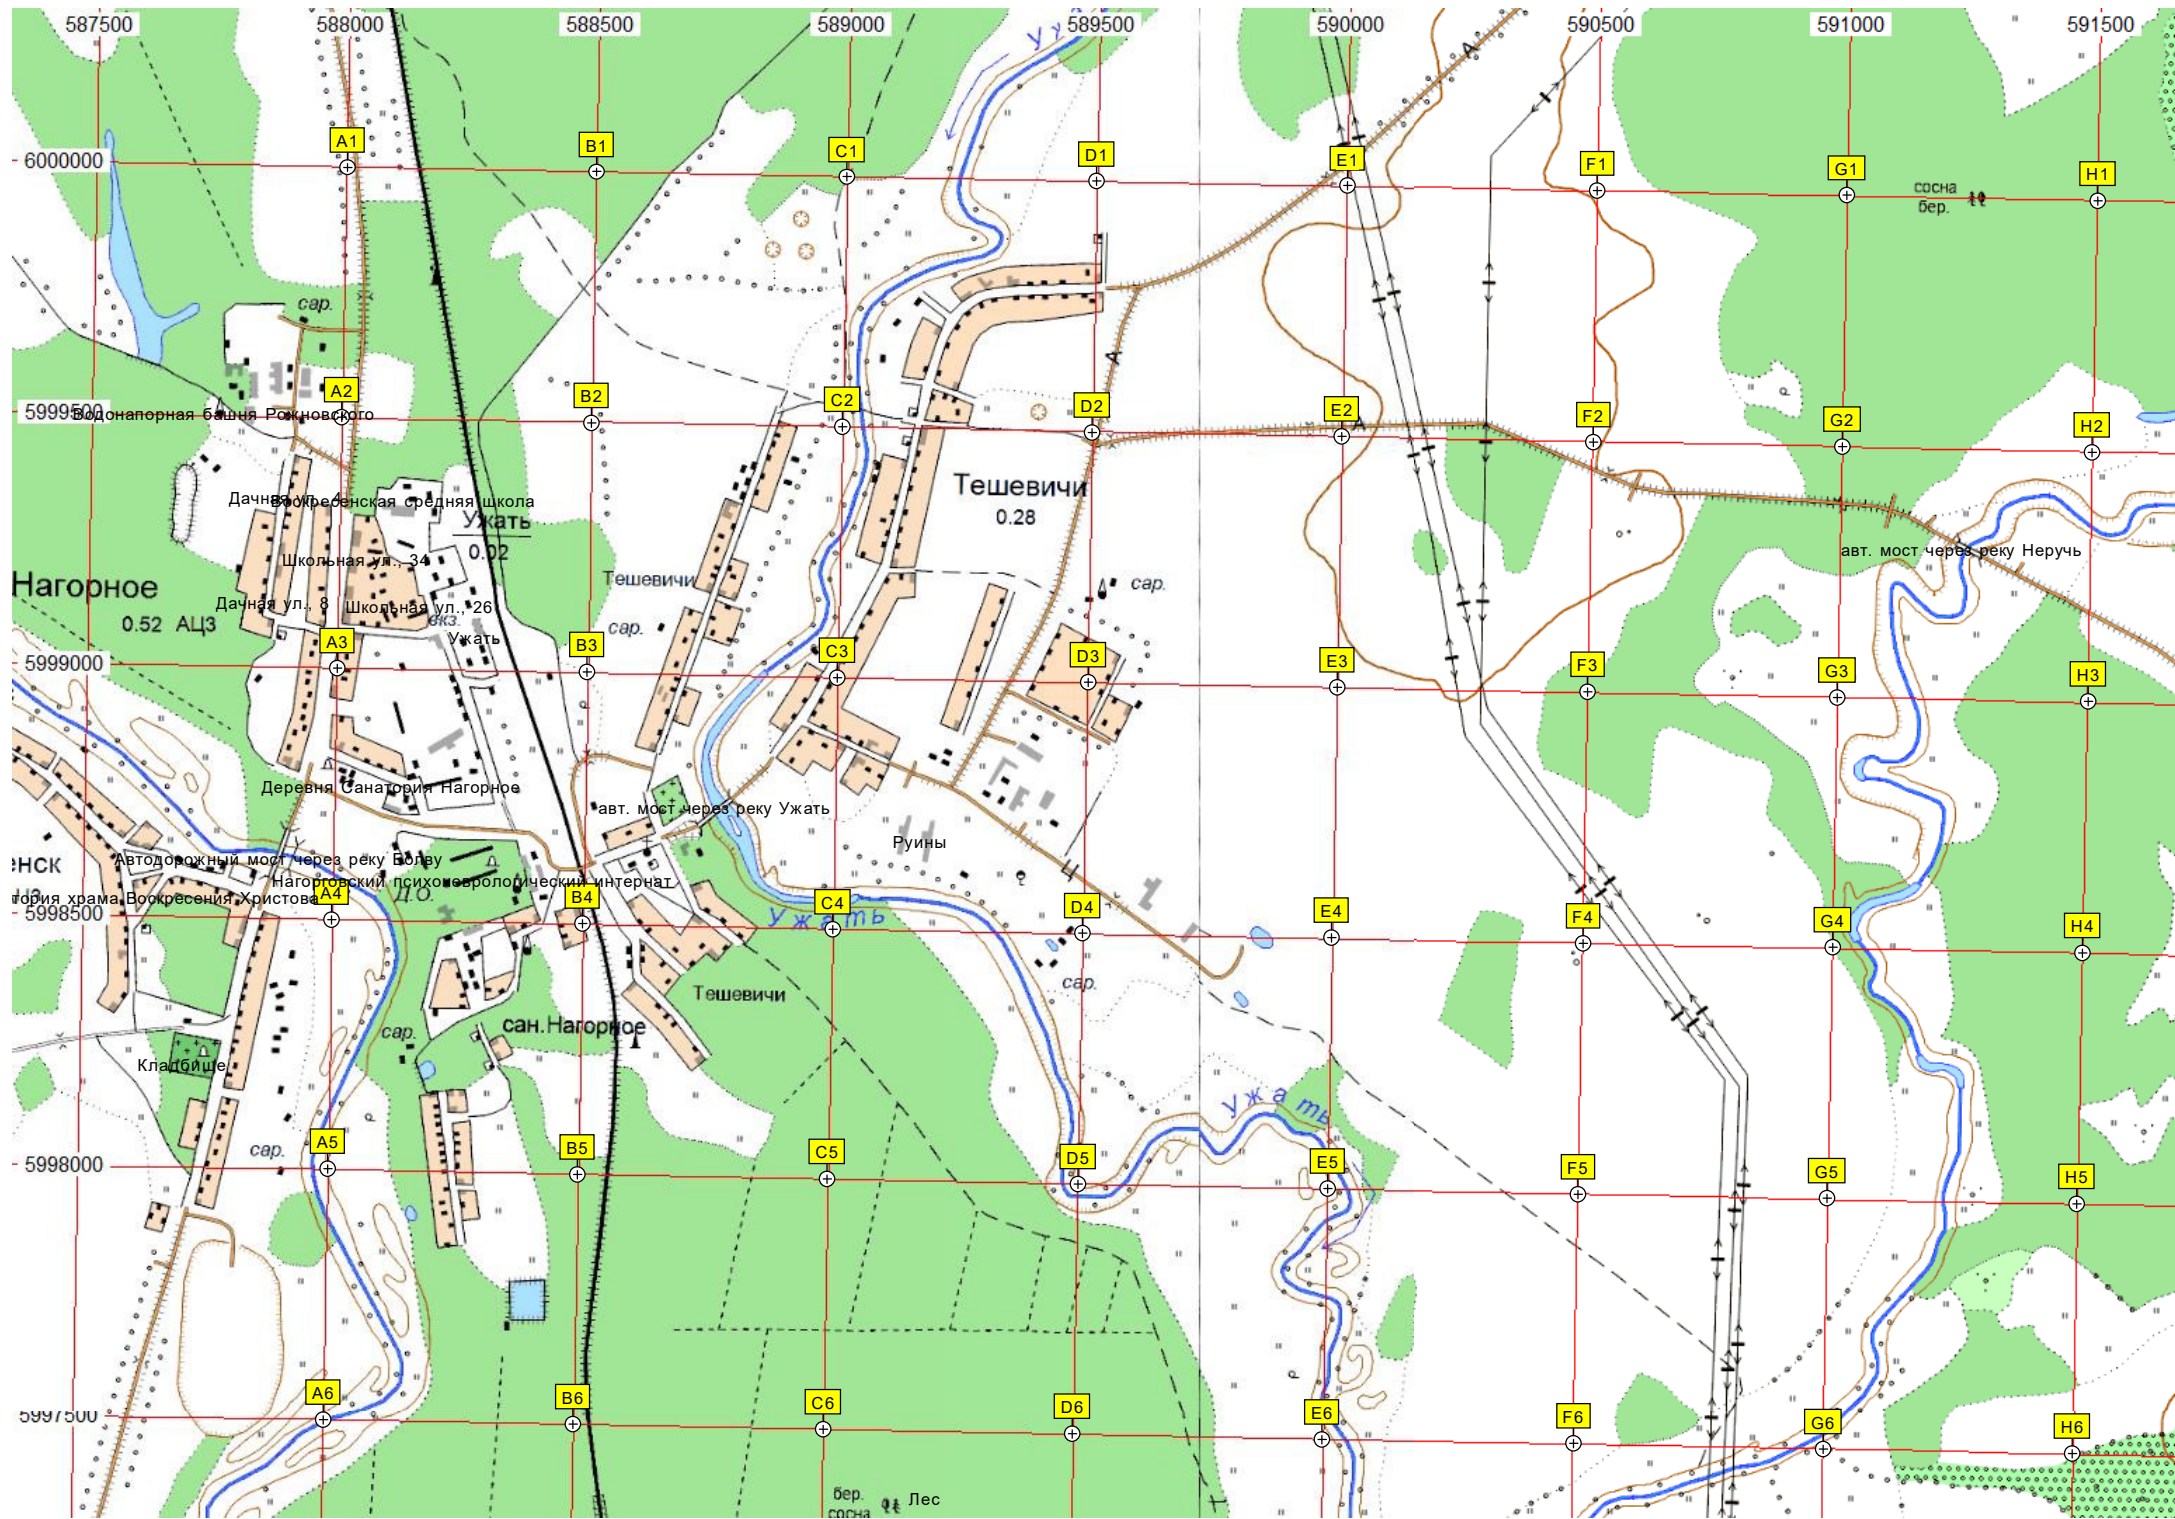 587500 588000 588500 589000 589500 590000 590500 591000 591500
У
А
6000000
A1 B1 C1 D1 E1 F1 G1 H1
сосна
бер.
сар.
А
5999500
A2 B2 C2 D2 E2 F2 G2 H2
А
Водонапорная башня Рожновского
Тешевичи
0.28
Дачная ул., 4
Воскресенская средняя школа
Ужать
0.02
авт. мост через реку Неручь
Школьная ул., 34
Нагорное
0.52 АЦЗ
Тешевичи
сар.
Дачная ул., 8
Школьная ул., 26
вкз.
Ужать
сар.
5999000
A3 B3 C3 D3 E3 F3 G3 H3
Деревня Санатория Нагорное
авт. мост через реку Ужать
Руины
енск
Автодорожный мост через реку Болву
Нагорновский психоневрологический интернат
Д.О.
тория храма Воскресения Христова
5998500
A4 B4 C4 D4 E4 F4 G4 H4
Ужать
сар.
Тешевичи
сан.Нагорное
сар.
Кладбище
Ужать
сар.
5998000
A5 B5 C5 D5 E5 F5 G5 H5
5997500
A6 B6 C6 D6 E6 F6 G6 H6
бер.
сосна
Лес